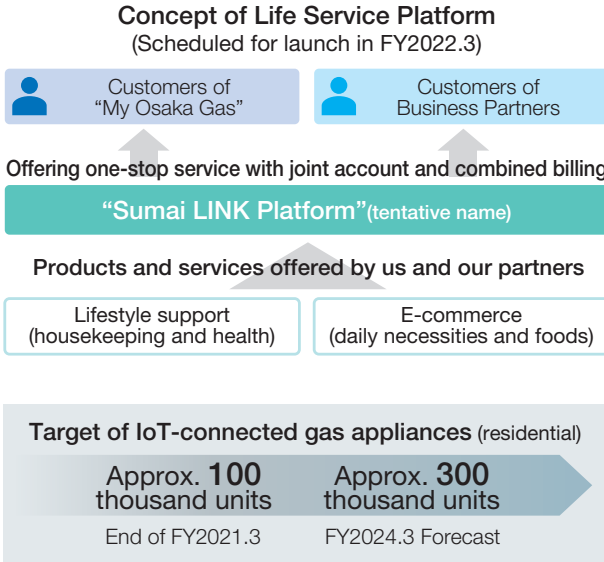 Concept of Life Service Platform
(Scheduled for launch in FY2022.3)
Customers of
“My Osaka Gas”
Customers of
Business Partners
Offering one-stop service with joint account and combined billing
“Sumai LINK Platform”(tentative name)
Products and services offered by us and our partners
Lifestyle support
(housekeeping and health)
E-commerce
(daily necessities and foods)
Target of IoT-connected gas appliances (residential)
Approx. 100
thousand units
End of FY2021.3
Approx. 300
thousand units
FY2024.3 Forecast